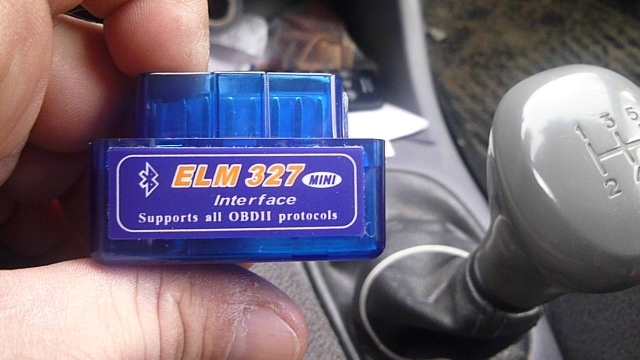 ELM 327 MINI
Interface
Supports all OBDII protocols
1 3 5
2